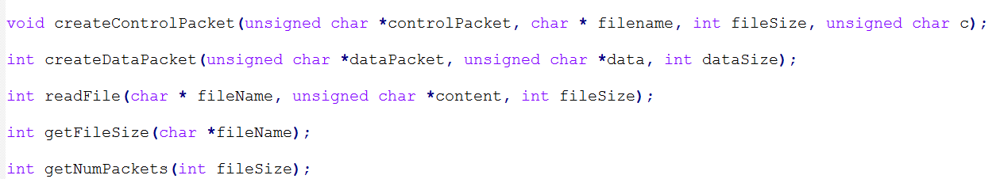 void createControlPacket(unsigned char *controlPacket, char * filename, int fileSize, unsigned char c);
int createDataPacket(unsigned char *dataPacket, unsigned char *data, int dataSize);
int readFile(char * fileName, unsigned char *content, int fileSize);
int getFileSize(char *fileName);
int getNumPackets(int fileSize);